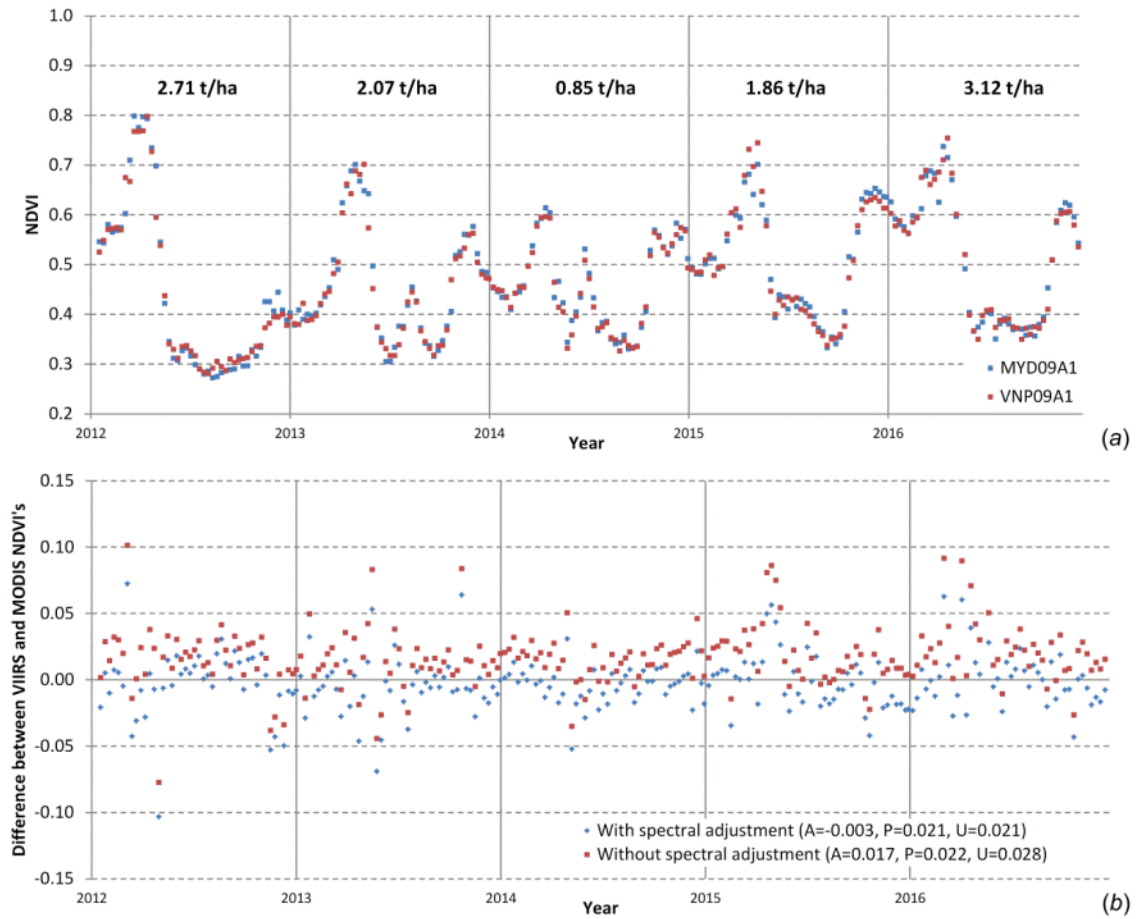 1.0
0.9
2.71 t/ha 2.07 t/ha 0.85 t/ha 1.86 t/ha 3.12 t/ha
0.8
0.7
NDVI
0.6
0.5
0.4
MYD09A1
0.3
VNP09A1
0.2
2012 2013 2014 2015 2016
Year
(a)
0.15
Difference between VIIRS and MODIS NDVI's
0.10
0.05
0.00
-0.05
-0.10
With spectral adjustment (A=-0.003, P=0.021, U=0.021)
Without spectral adjustment (A=0.017, P=0.022, U=0.028)
-0.15
2012 2013 2014 2015 2016
Year
(b)